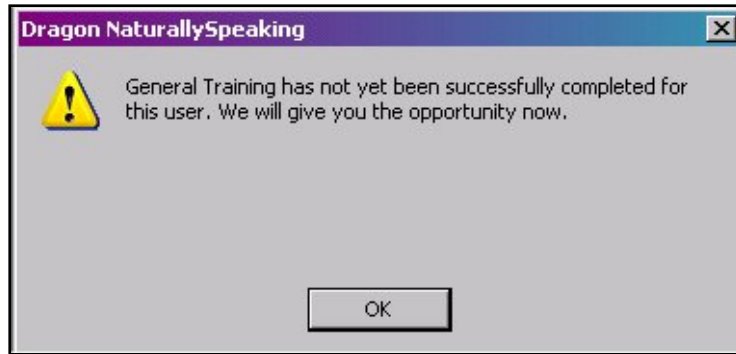 Dragon NaturallySpeaking
General Training has not yet been successfully completed for
this user. We will give you the opportunity now.
OK